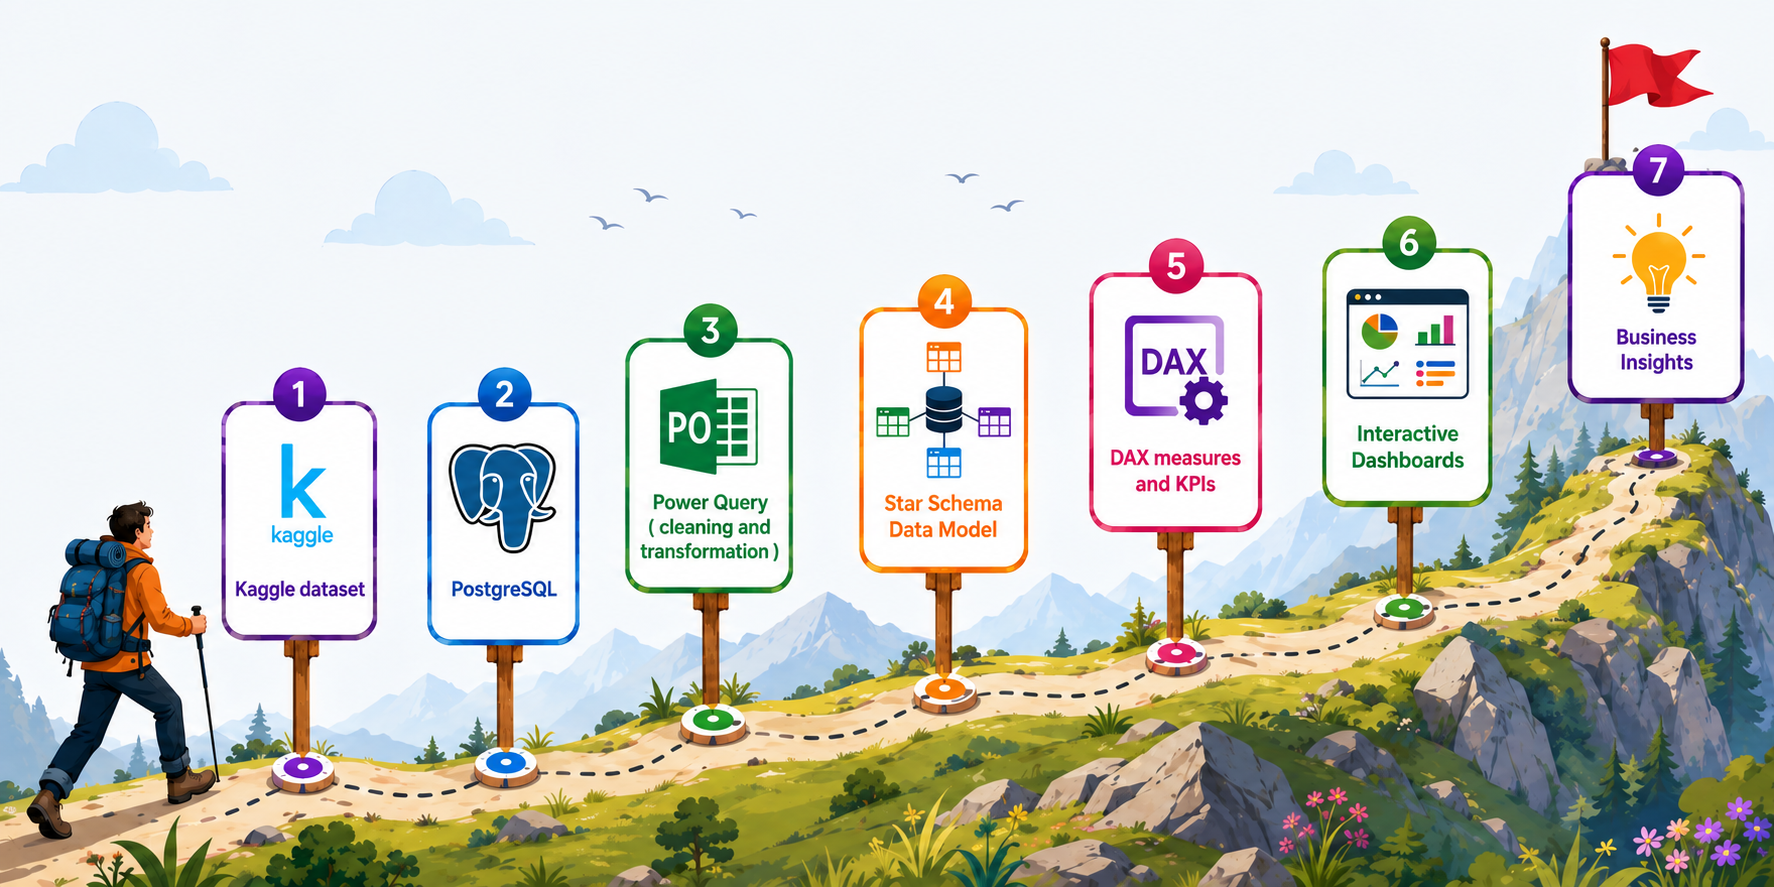 1
k
kaggle
Kaggle dataset
2
PostgreSQL
3
PO
Power Query
( cleaning and
transformation )
4
Star Schema
Data Model
5
DAX
DAX measures
and KPIs
6
Interactive
Dashboards
7
Business
Insights